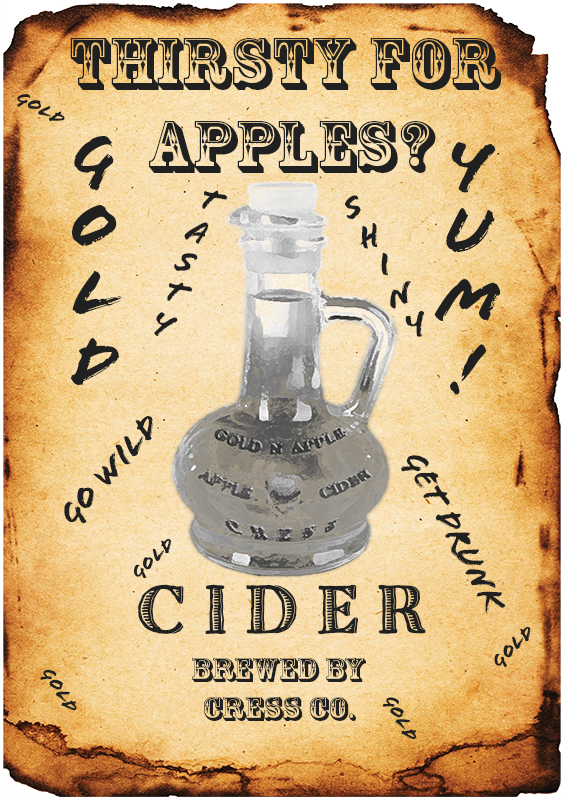 THIRSTY FOR
APPLES?
GOLD
GOLD
TASTY
SHINY
YUM!
GOLD N APPLE
APPLE CIDER
CRESS
GO WILD
GET DRUNK
GOLD
CIDER
GOLD
BREWED BY
CRESS CO.
GOLD
GOLD